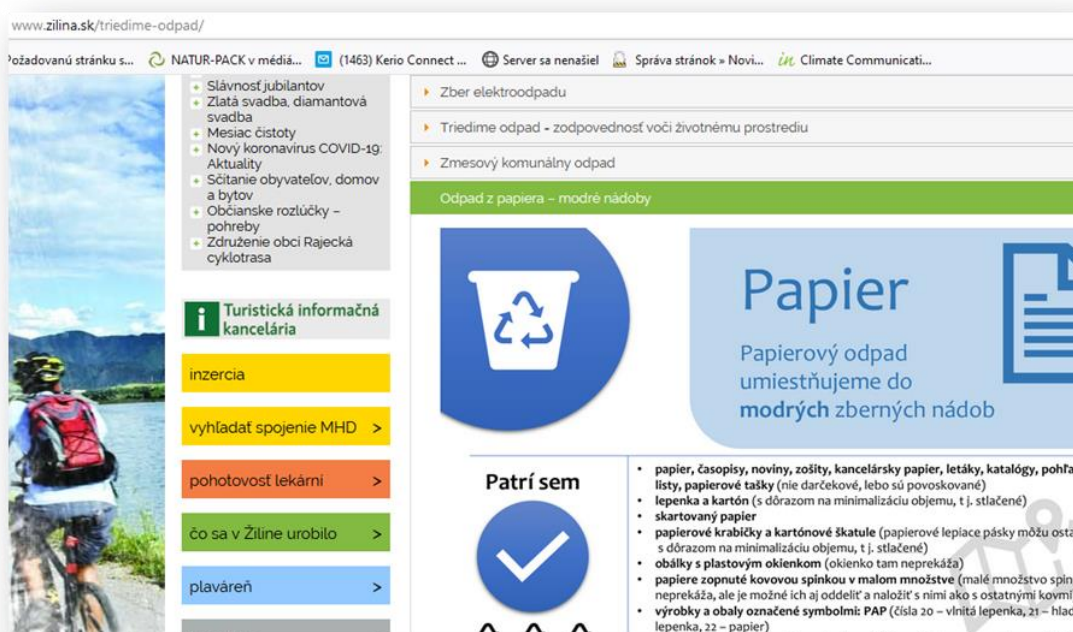 www.zilina.sk/triedime-odpad/
ožadovanú stránku s... NATUR-PACK v médiá... (1463) Kerio Connect ... Server sa nenašiel Správa stránok » Novi... in Climate Communicati...
Slávnosť jubilantov
Zlatá svadba, diamantová
svadba
Mesiac čistoty
Nový koronavírus COVID-19:
Aktuality
Sčítanie obyvateľov, domov
a bytov
Občianske rozlúčky –
pohreby
Združenie obcí Rajecká
cyklotrasa
i Turistická informačná
kancelária
inzercia
vyhľadať spojenie MHD >
pohotovosť lekární >
čo sa v Žiline urobilo >
plaváreň >
Zber elektroodpadu
Triedime odpad - zodpovednosť voči životnému prostrediu
Zmesový komunálny odpad
Odpad z papiera – modré nádoby
Papier
Papierový odpad
umiestňujeme do
modrých zberných nádob
Patrí sem
papier, časopisy, noviny, zošity, kancelársky papier, letáky, katalógy, pohľa
listy, papierové tašky (nie darčekové, lebo sú povoskované)
lepenka a kartón (s dôrazom na minimalizáciu objemu, t j. stlačené)
skartovaný papier
papierové krabičky a kartónové škatule (papierové lepiace pásky môžu osta
s dôrazom na minimalizáciu objemu, t j. stlačené)
obálky s plastovým okienkom (okienko tam neprekáža)
papiere zopnuté kovovou spinkou v malom množstve (malé množstvo spin
neprekáža, ale je možné ich aj oddeliť a naložiť s nimi ako s ostatnými kovmi
výrobky a obaly označené symbolmi: PAP (čísla 20 – vlnitá lepenka, 21 – hlad
lepenka, 22 – papier)